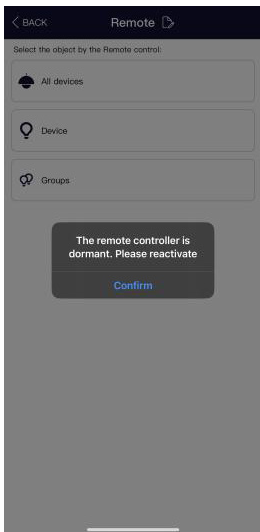 BACK
Remote
Select the object by the Remote control:
All devices
Device
Groups
The remote controller is
dormant. Please reactivate
Confirm